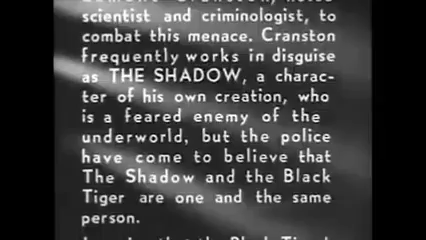 scientist and criminologist, to
combat this menace. Cranston
frequently works in disguise
as THE SHADOW, a charac-
ter of his own creation, who
is a feared enemy of the
underworld, but the police
have come to believe that
The Shadow and the Black
Tiger are one and the same
person.